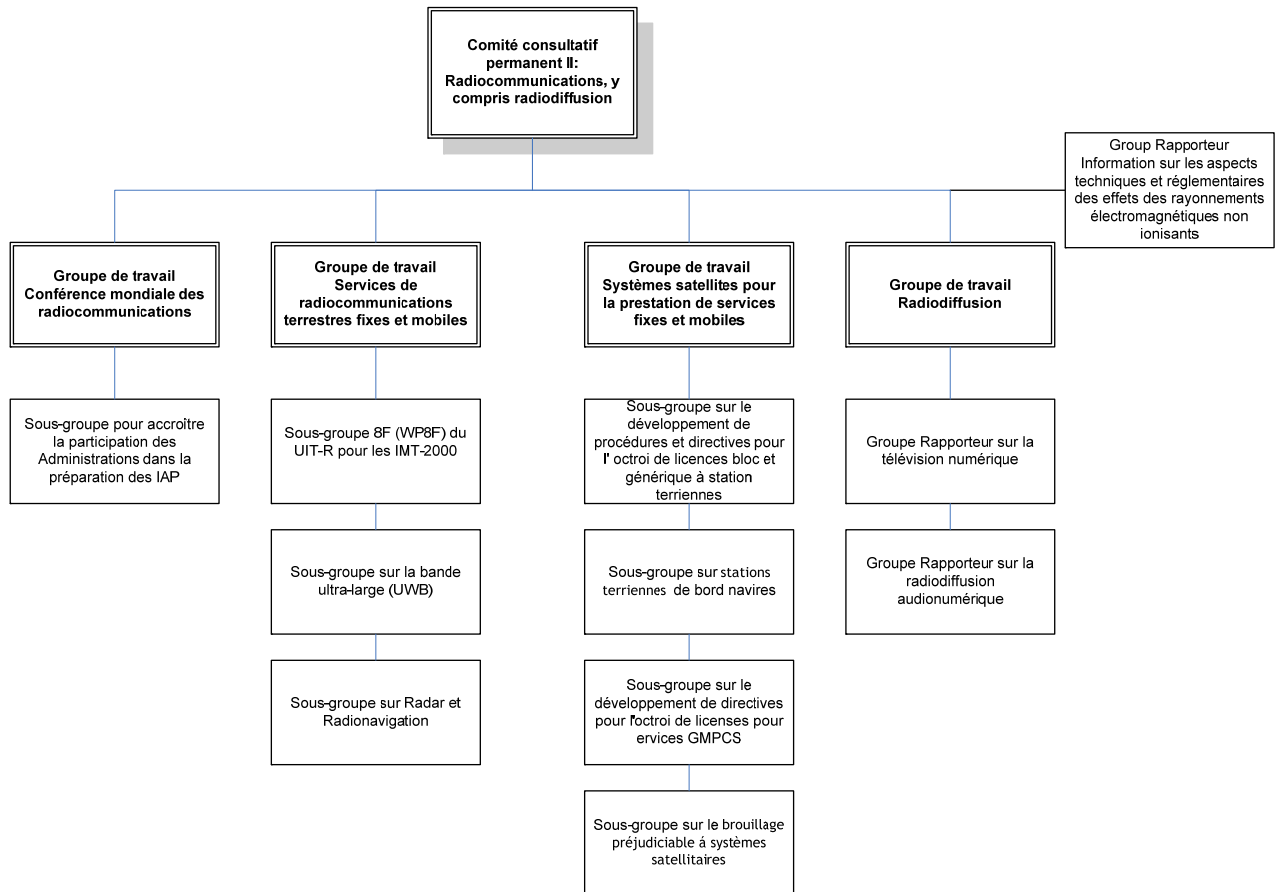 Comité consultatif
permanent II:
Radiocommunications, y
compris radiodiffusion
Group Rapporteur
Information sur les aspects
techniques et réglementaires
des effets des rayonnements
électromagnétiques non
ionisants
Groupe de travail
Conférence mondiale des
radiocommunications
Groupe de travail
Services de
radiocommunications
terrestres fixes et mobiles
Groupe de travail
Systèmes satellites pour
la prestation de services
fixes et mobiles
Groupe de travail
Radiodiffusion
Sous-groupe pour accroître
la participation des
Administrations dans la
préparation des IAP
Sous-groupe 8F (WP8F) du
UIT-R pour les IMT-2000
Sous-groupe sur la bande
ultra-large (UWB)
Sous-groupe sur Radar et
Radionavigation
Sous-groupe sur le
développement de
procédures et directives pour
l' octroi de licences bloc et
générique à station
terriennes
Sous-groupe sur stations
terriennes de bord navires
Sous-groupe sur le
développement de directives
pour l'octroi de licenses pour
ervices GMPCS
Sous-groupe sur le brouillage
préjudiciable á systèmes
satellitaires
Groupe Rapporteur sur la
télévision numérique
Groupe Rapporteur sur la
radiodiffusion
audionumérique